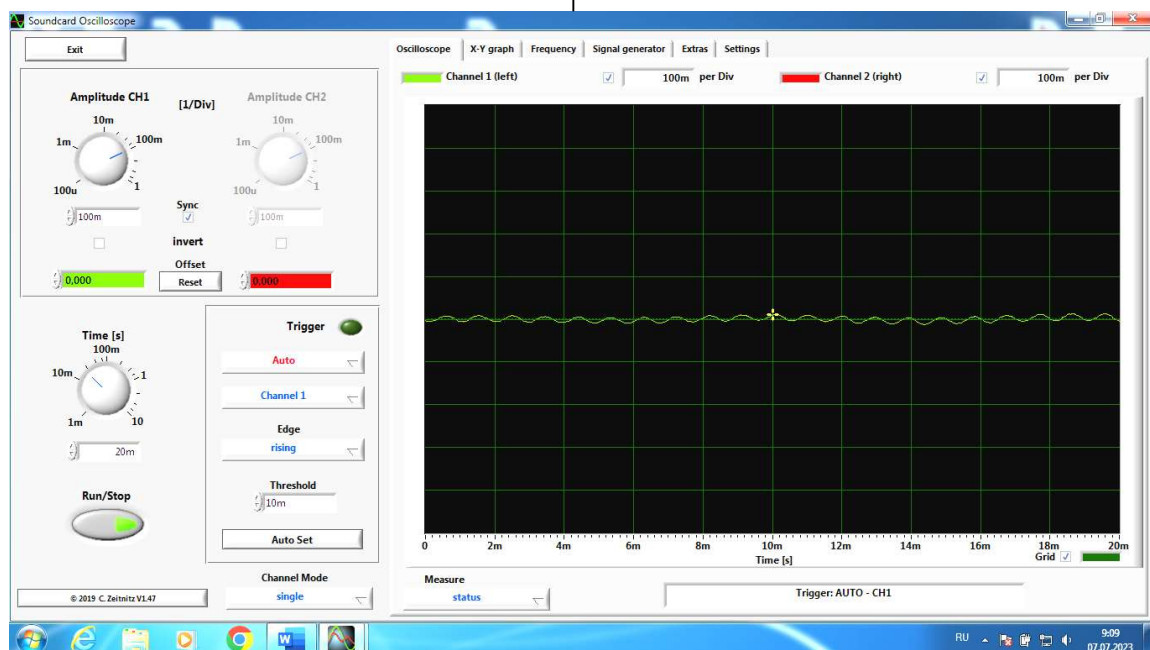 Soundcard Oscilloscope
Exit
Oscilloscope X-Y graph Frequency Signal generator Extras Settings
Channel 1 (left) 100m per Div Channel 2 (right) 100m per Div
Amplitude CH1 [1/Div] Amplitude CH2
10m 10m
1m 100m 1m 100m
100u 1 100u 1
Sync
100m 100m
invert
Offset
0,000 Reset 0,000
Time [s]
100m
10m 1
1m 10
20m
Run/Stop
Trigger
Auto
Channel 1
Edge
rising
Threshold
10m
Auto Set
Channel Mode
single
© 2019 C. Zeitnitz V1.47
0 2m 4m 6m 8m 10m 12m 14m 16m 18m 20m
Time [s]
Grid
Measure
status
Trigger: AUTO - CH1
RU
9:09
07.07.2023